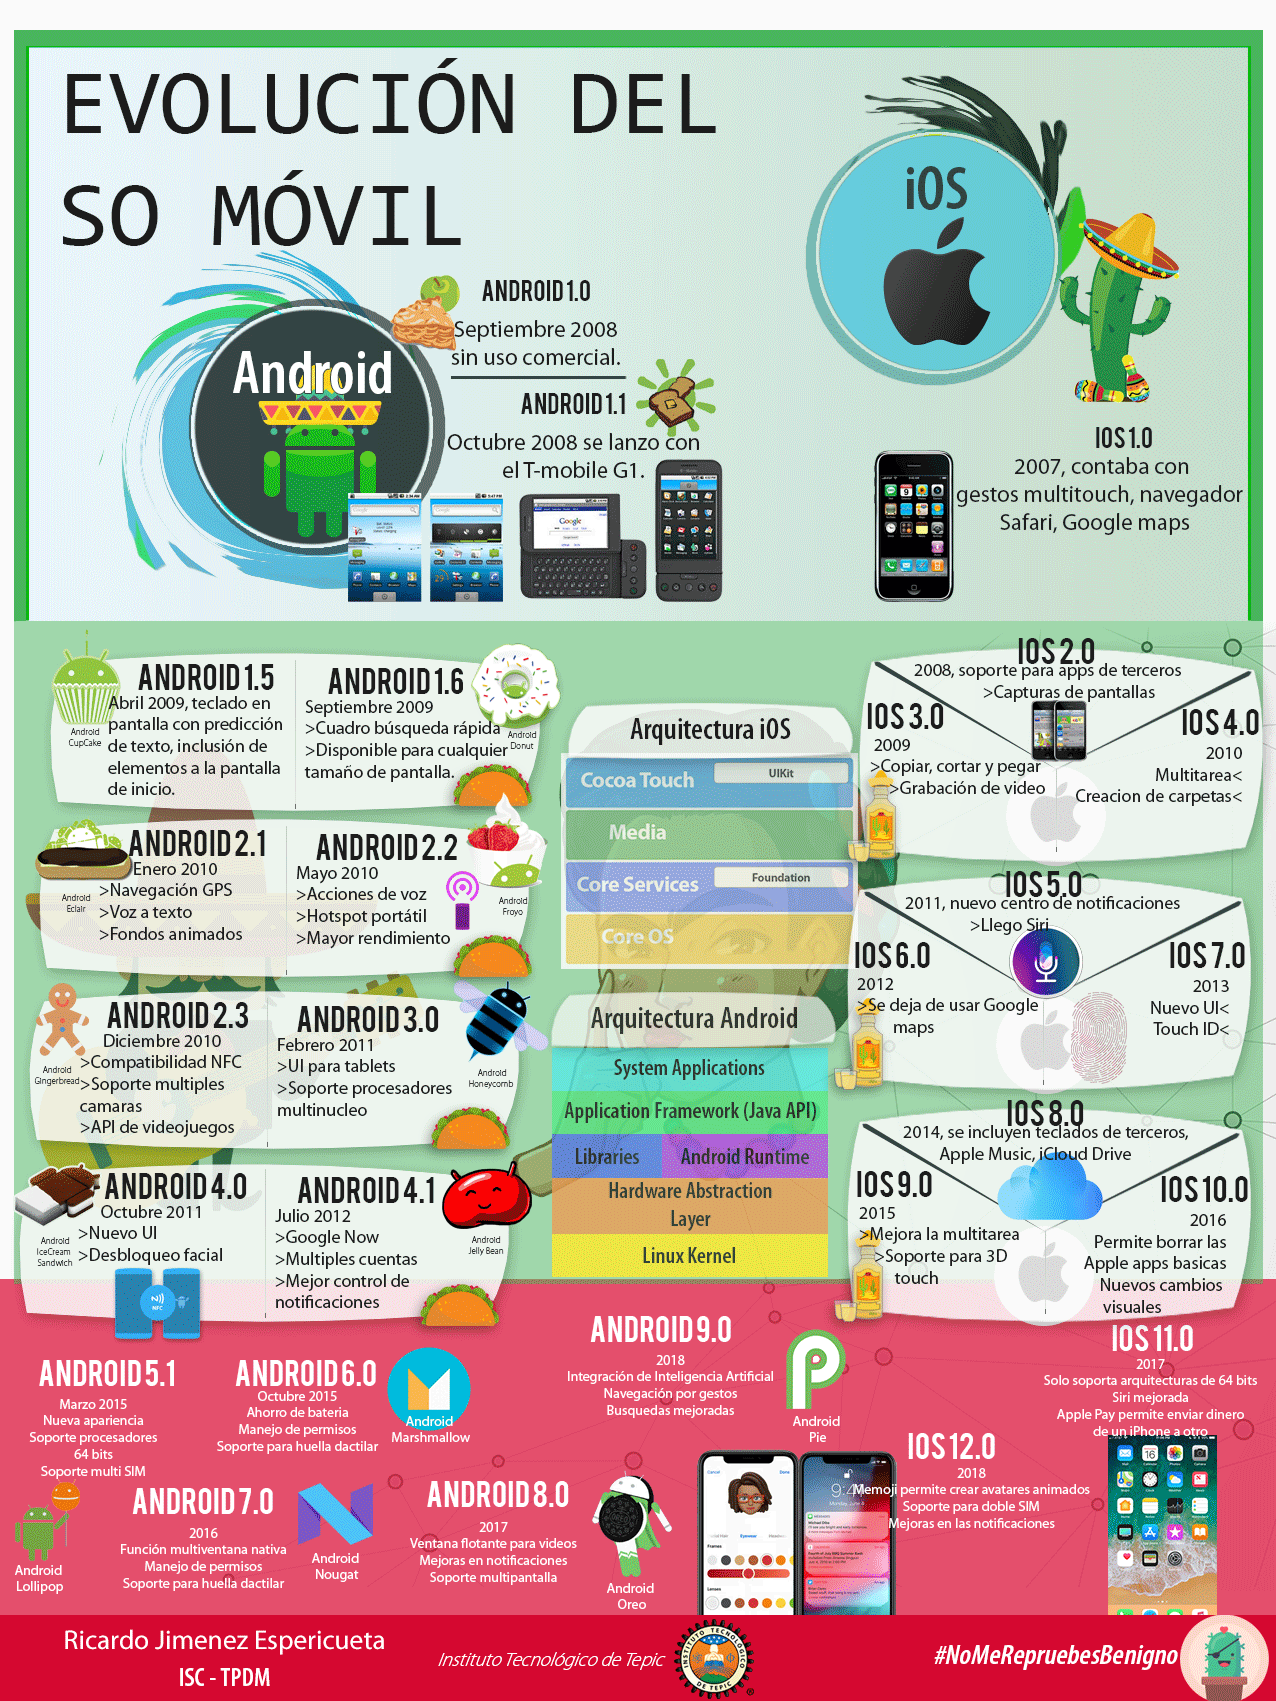 EVOLUCIÓN DEL
SO MÓVIL
iOS
Android
ANDROID 1.0
Septiembre 2008
sin uso comercial.
ANDROID 1.1
Octubre 2008 se lanzo con
el T-mobile G1.
IOS 1.0
2007, contaba con
gestos multitouch, navegador
Safari, Google maps
ANDROID 1.5
Abril 2009, teclado en
pantalla con predicción
de texto, inclusión de
elementos a la pantalla
de inicio.
Android
CupCake
ANDROID 1.6
Septiembre 2009
>Cuadro búsqueda rápida
>Disponible para cualquier
tamaño de pantalla.
Android
Donut
ANDROID 2.1
Enero 2010
>Navegación GPS
>Voz a texto
>Fondos animados
Android
Eclair
ANDROID 2.2
Mayo 2010
>Acciones de voz
>Hotspot portátil
>Mayor rendimiento
Android
Froyo
ANDROID 2.3
Diciembre 2010
>Compatibilidad NFC
>Soporte multiples
camaras
>API de videojuegos
Android
Gingerbread
ANDROID 3.0
Febrero 2011
>UI para tablets
>Soporte procesadores
multinucleo
Android
Honeycomb
ANDROID 4.0
Octubre 2011
>Nuevo UI
>Desbloqueo facial
Android
IceCream
Sandwich
NFC
ANDROID 4.1
Julio 2012
>Google Now
>Multiples cuentas
>Mejor control de
notificaciones
Android
Jelly Bean
Arquitectura iOS
Cocoa Touch
UIKit
Media
Core Services
Foundation
Core OS
Arquitectura Android
System Applications
Application Framework (Java API)
Libraries
Android Runtime
Hardware Abstraction
Layer
Linux Kernel
IOS 2.0
2008, soporte para apps de terceros
>Capturas de pantallas
IOS 3.0
2009
>Copiar, cortar y pegar
>Grabación de video
IOS 4.0
2010
Multitarea<
Creacion de carpetas<
IOS 5.0
2011, nuevo centro de notificaciones
>Llego Siri
IOS 6.0
2012
>Se deja de usar Google
maps
IOS 7.0
2013
Nuevo UI<
Touch ID<
IOS 8.0
2014, se incluyen teclados de terceros,
Apple Music, iCloud Drive
IOS 9.0
2015
>Mejora la multitarea
>Soporte para 3D
touch
IOS 10.0
2016
Permite borrar las
Apple apps basicas
Nuevos cambios
visuales
ANDROID 5.1
Marzo 2015
Nueva apariencia
Soporte procesadores
64 bits
Soporte multi SIM
Android
Lollipop
ANDROID 6.0
Octubre 2015
Ahorro de bateria
Manejo de permisos
Soporte para huella dactilar
Android
Marshmallow
ANDROID 7.0
2016
Función multiventana nativa
Manejo de permisos
Soporte para huella dactilar
Android
Nougat
ANDROID 8.0
2017
Ventana flotante para videos
Mejoras en notificaciones
Soporte multipantalla
Android
Oreo
ANDROID 9.0
2018
Integración de Inteligencia Artificial
Navegación por gestos
Busquedas mejoradas
Android
Pie
IOS 11.0
2017
Solo soporta arquitecturas de 64 bits
Siri mejorada
Apple Pay permite enviar dinero
de un iPhone a otro
IOS 12.0
2018
Memoji permite crear avatares animados
Soporte para doble SIM
Mejoras en las notificaciones
Ricardo Jimenez Espericueta
ISC - TPDM
Instituto Tecnológico de Tepic
INSTITUTO TECNOLOGICO
DE TEPIC
#NoMeRepruebesBenigno